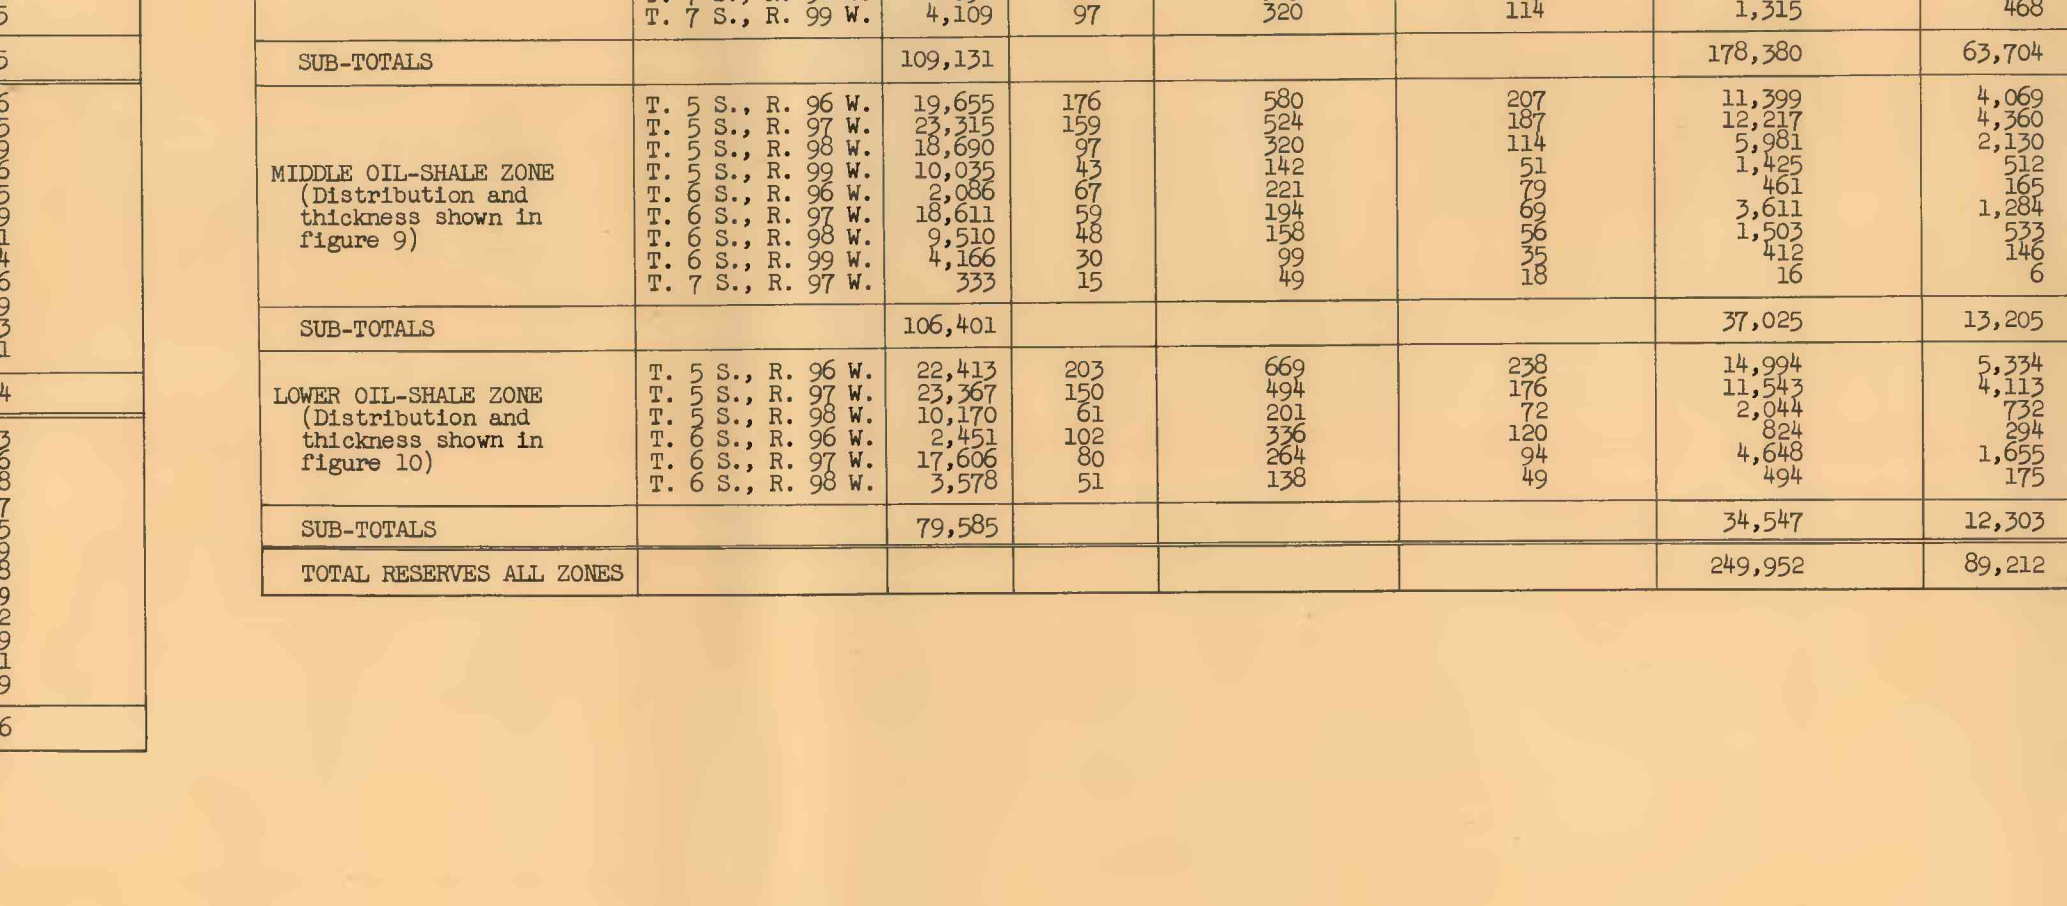 T. 7 S., R. 99 W. 4,109 97 320 114 1,315 468
SUB-TOTALS 109,131 178,380 63,704
T. 5 S., R. 96 W. 19,655 176 580 207 11,399 4,069
T. 5 S., R. 97 W. 23,315 159 524 187 12,217 4,360
T. 5 S., R. 98 W. 18,690 97 320 114 5,981 2,130
MIDDLE OIL-SHALE ZONE T. 5 S., R. 99 W. 10,035 43 142 51 1,425 512
(Distribution and T. 6 S., R. 96 W. 2,086 67 221 79 461 165
thickness shown in T. 6 S., R. 97 W. 18,611 59 194 69 3,611 1,284
figure 9) T. 6 S., R. 98 W. 9,510 48 158 56 1,503 533
T. 6 S., R. 99 W. 4,166 30 99 35 412 146
T. 7 S., R. 97 W. 333 15 49 18 16 6
SUB-TOTALS 106,401 37,025 13,205
T. 5 S., R. 96 W. 22,413 203 669 238 14,994 5,334
LOWER OIL-SHALE ZONE T. 5 S., R. 97 W. 23,367 150 494 176 11,543 4,113
(Distribution and T. 5 S., R. 98 W. 10,170 61 201 72 2,044 732
thickness shown in T. 6 S., R. 96 W. 2,451 102 336 120 824 294
figure 10) T. 6 S., R. 97 W. 17,606 80 264 94 4,648 1,655
T. 6 S., R. 98 W. 3,578 51 138 49 494 175
SUB-TOTALS 79,585 34,547 12,303
TOTAL RESERVES ALL ZONES 249,952 89,212